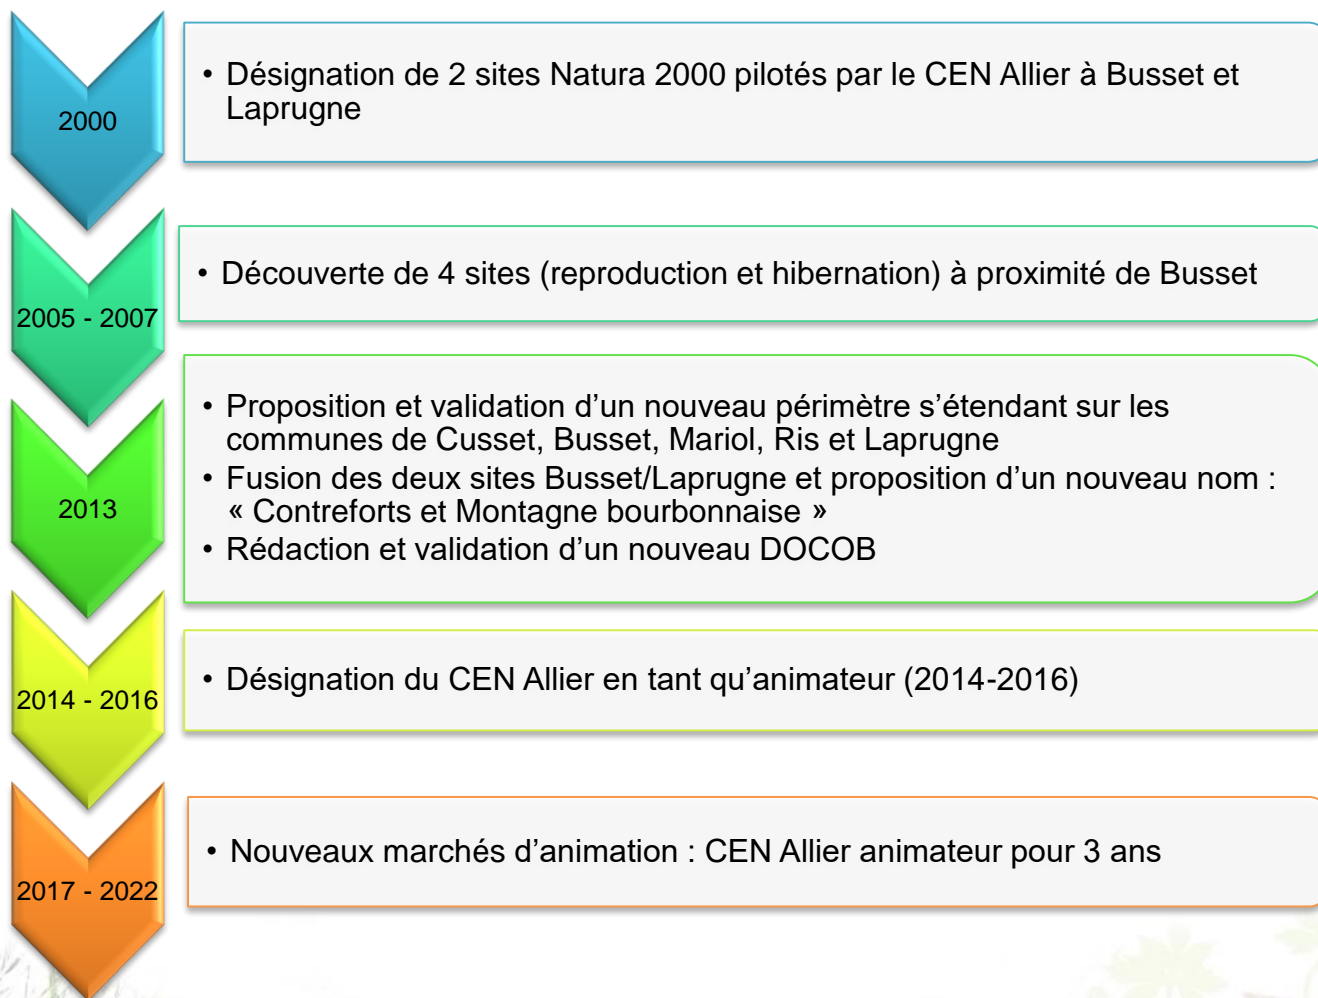 2000
• Désignation de 2 sites Natura 2000 pilotés par le CEN Allier à Busset et
Laprugne
2005 - 2007
• Découverte de 4 sites (reproduction et hibernation) à proximité de Busset
2013
• Proposition et validation d’un nouveau périmètre s’étendant sur les
communes de Cusset, Busset, Mariol, Ris et Laprugne
• Fusion des deux sites Busset/Laprugne et proposition d’un nouveau nom :
« Contreforts et Montagne bourbonnaise »
• Rédaction et validation d’un nouveau DOCOB
2014 - 2016
• Désignation du CEN Allier en tant qu’animateur (2014-2016)
2017 - 2022
• Nouveaux marchés d’animation : CEN Allier animateur pour 3 ans